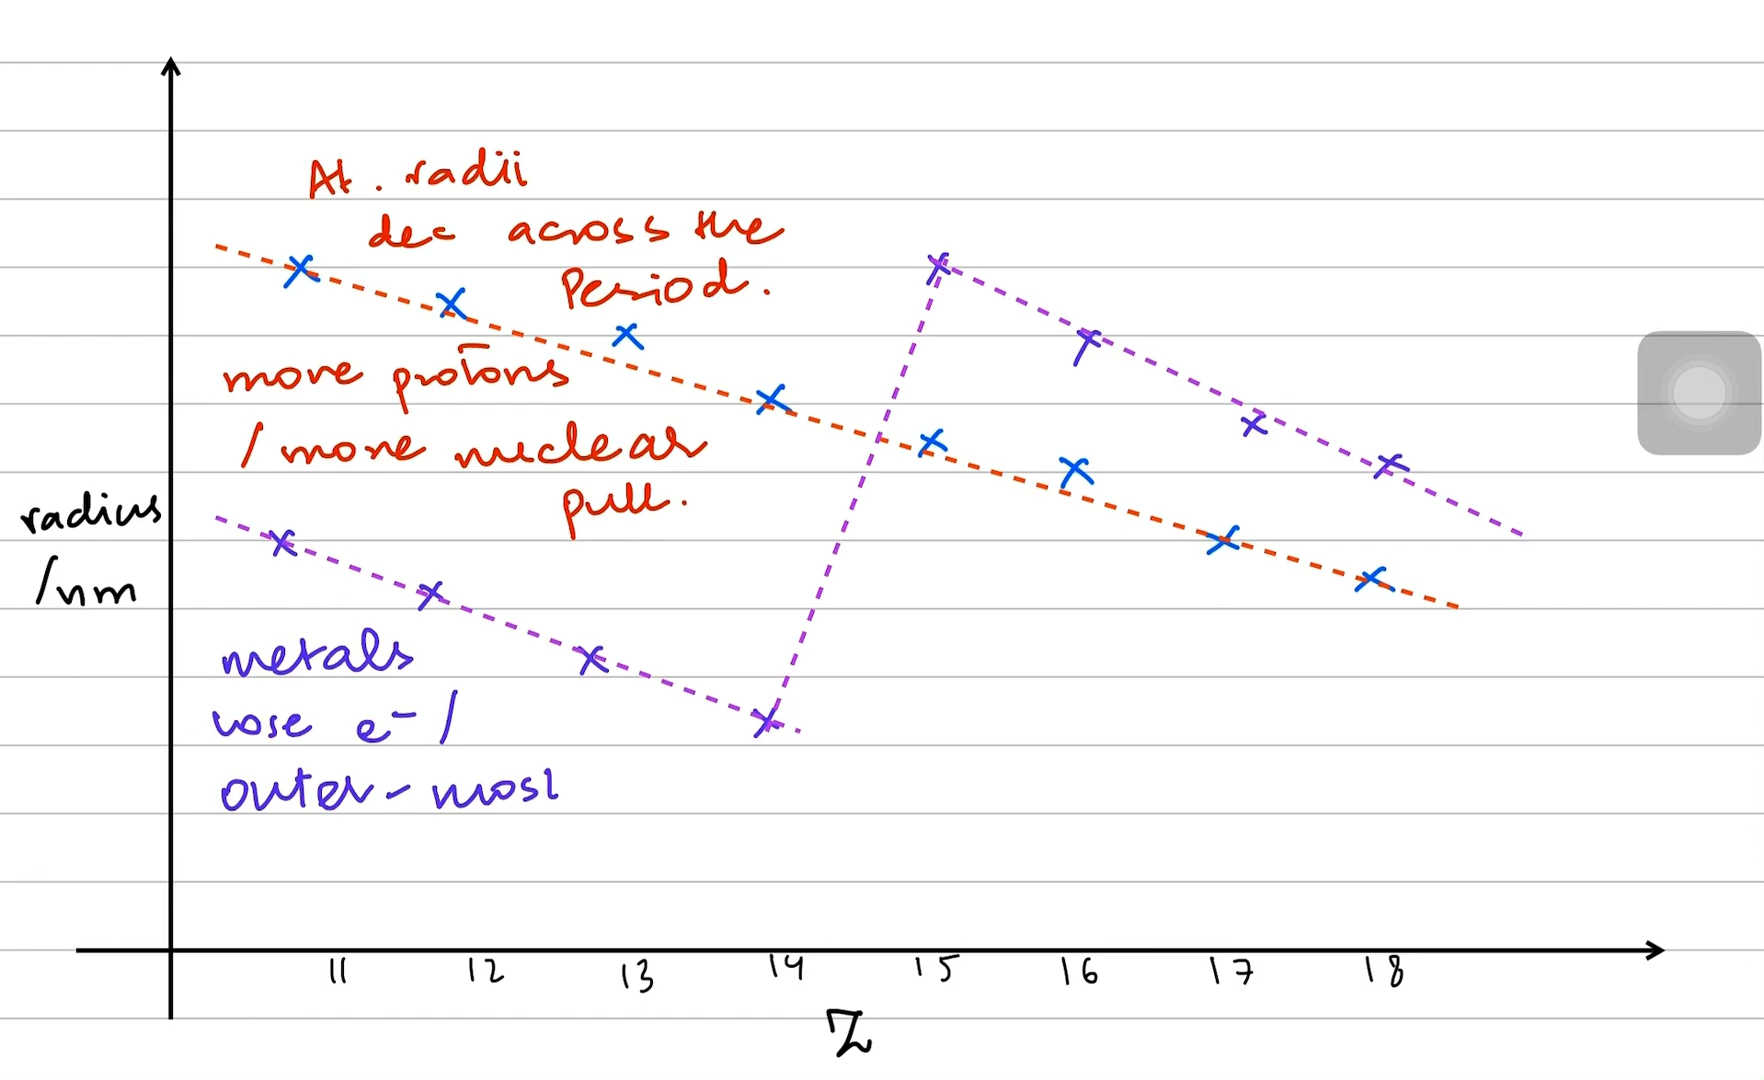 At. radii
dec across the
Period.
more protons
/ more nuclear
pull.
radius
/nm
metals
lose e- /
outer-most
11 12 13 14 15 16 17 18
Z